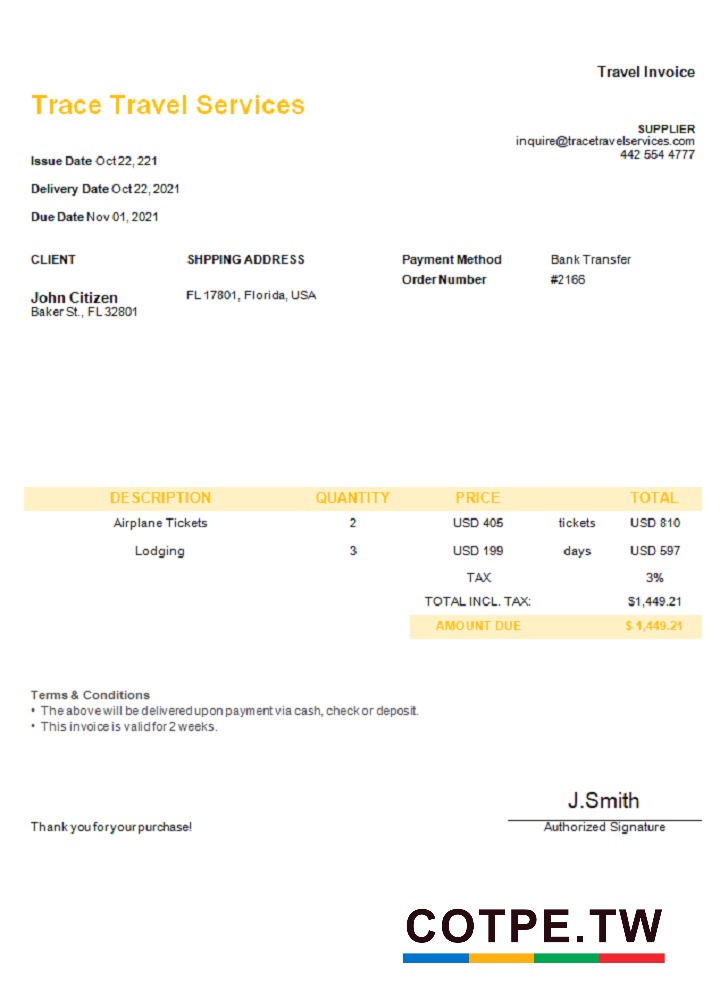 Travel Invoice
Trace Travel Services
SUPPLIER
inquire@tracetravelservices.com
442 554 4777
Issue Date Oct 22, 221
Delivery Date Oct 22, 2021
Due Date Nov 01, 2021
CLIENT SHPPING ADDRESS Payment Method Bank Transfer
Order Number #2166
John Citizen FL 17801, Florida, USA
Baker St., FL 32801
DESCRIPTION QUANTITY PRICE TOTAL
Airplane Tickets 2 USD 405 tickets USD 810
Lodging 3 USD 199 days USD 597
TAX 3%
TOTAL INCL. TAX: $1,449.21
AMOUNT DUE $ 1,449.21
Terms & Conditions
• The above will be delivered upon payment via cash, check or deposit.
• This invoice is valid for 2 weeks.
J.Smith
Thank you for your purchase! Authorized Signature
COTPE.TW